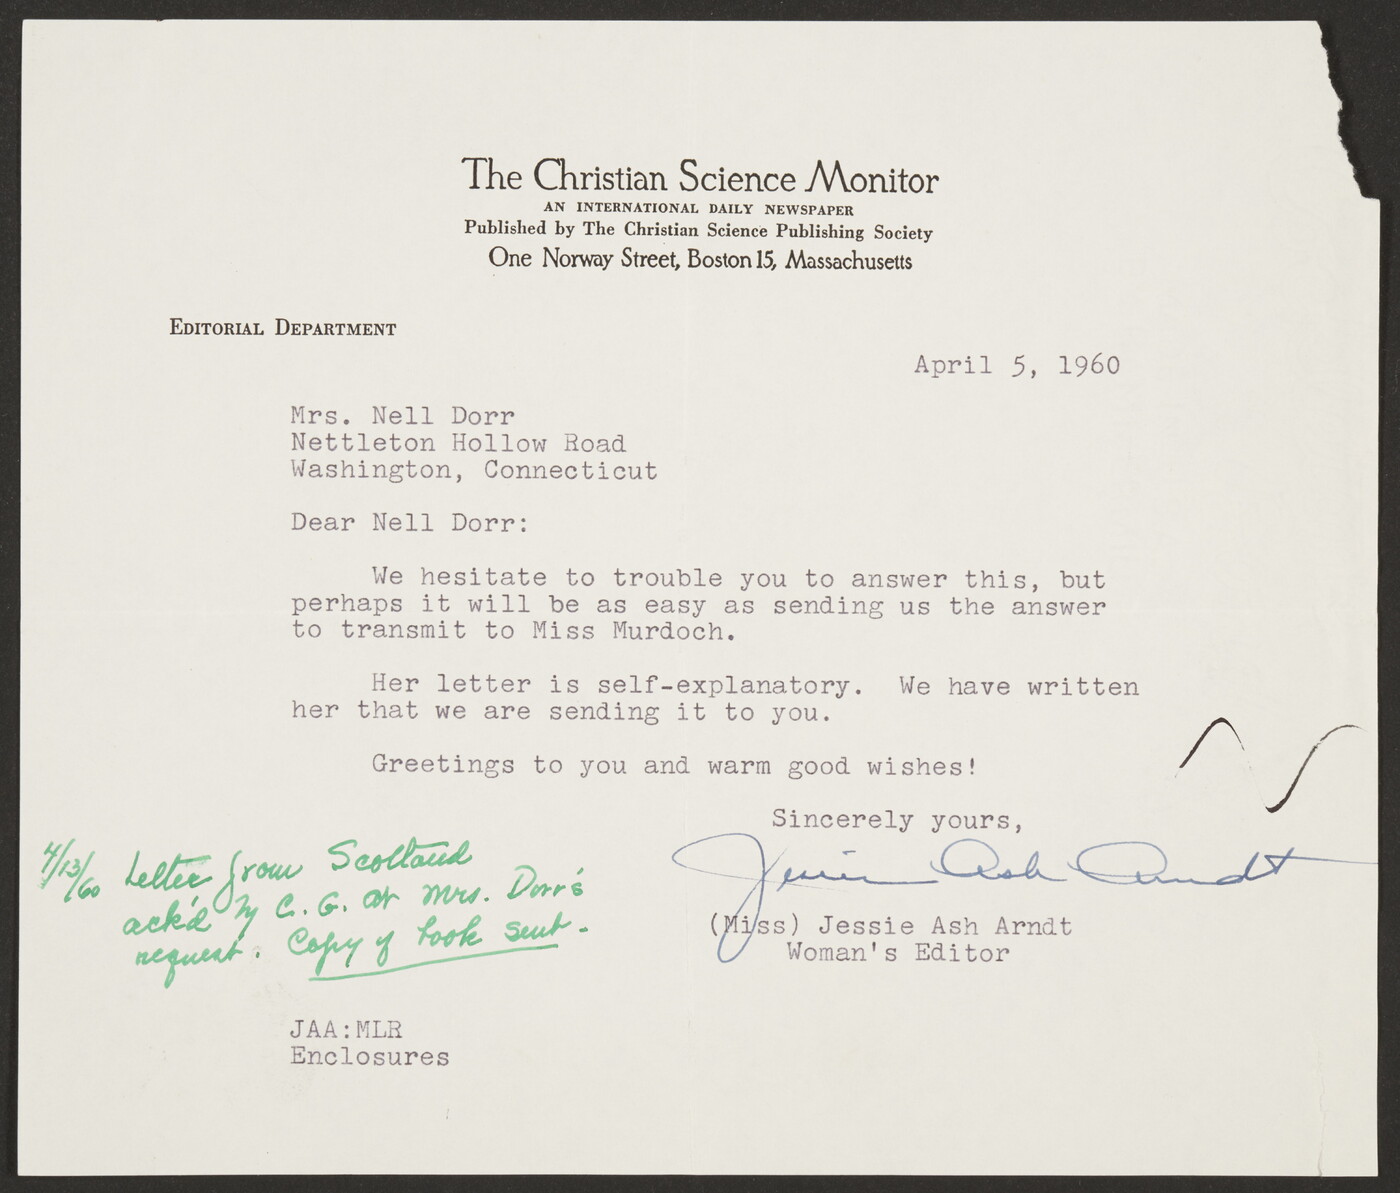 The Christian Science Monitor
AN INTERNATIONAL DAILY NEWSPAPER
Published by The Christian Science Publishing Society
One Norway Street, Boston 15, Massachusetts
EDITORIAL DEPARTMENT
April 5, 1960
Mrs. Nell Dorr
Nettleton Hollow Road
Washington, Connecticut
Dear Nell Dorr:
We hesitate to trouble you to answer this, but
perhaps it will be as easy as sending us the answer
to transmit to Miss Murdoch.
Her letter is self-explanatory. We have written
her that we are sending it to you.
Greetings to you and warm good wishes!
Sincerely yours,
Jessie Ash Arndt
(Miss) Jessie Ash Arndt
Woman's Editor
4/13/60 Letter from Scotland
ack'd by C. G. at Mrs. Dorr's
request. Copy of book sent.
JAA:MLR
Enclosures